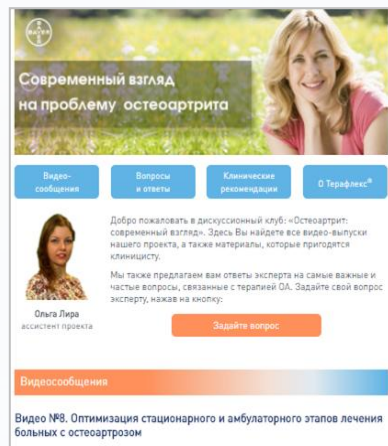 BAYER
Современный взгляд
на проблему остеоартрита
Видео-
сообщения
Вопросы
и ответы
Клинические
рекомендации
О Терафлекс®
Добро пожаловать в дискуссионный клуб: «Остеоартрит:
современный взгляд». Здесь Вы найдете все видео-выпуски
нашего проекта, а также материалы, которые пригодятся
клиницисту.
Мы также предлагаем вам ответы эксперта на самые важные и
частые вопросы, связанные с терапией ОА. Задайте свой вопрос
эксперту, нажав на кнопку:
Ольга Лира
ассистент проекта
Задайте вопрос
Видеосообщения
Видео №8. Оптимизация стационарного и амбулаторного этапов лечения
больных с остеоартрозом